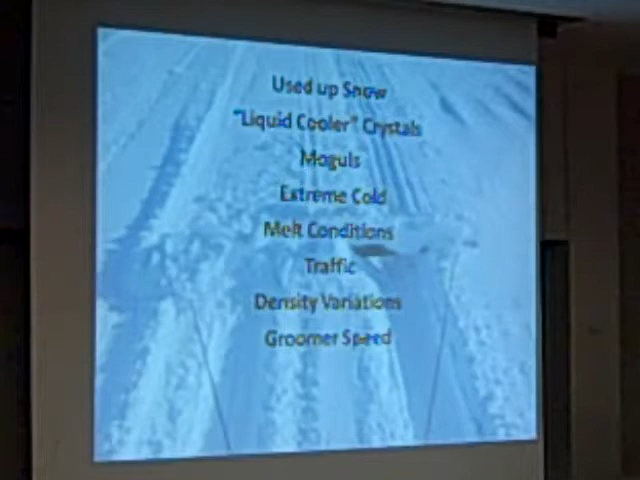 Used up Snow
"Liquid Cooler" Crystals
Moguls
Extreme Cold
Melt Conditions
Traffic
Density Variations
Groomer Speed